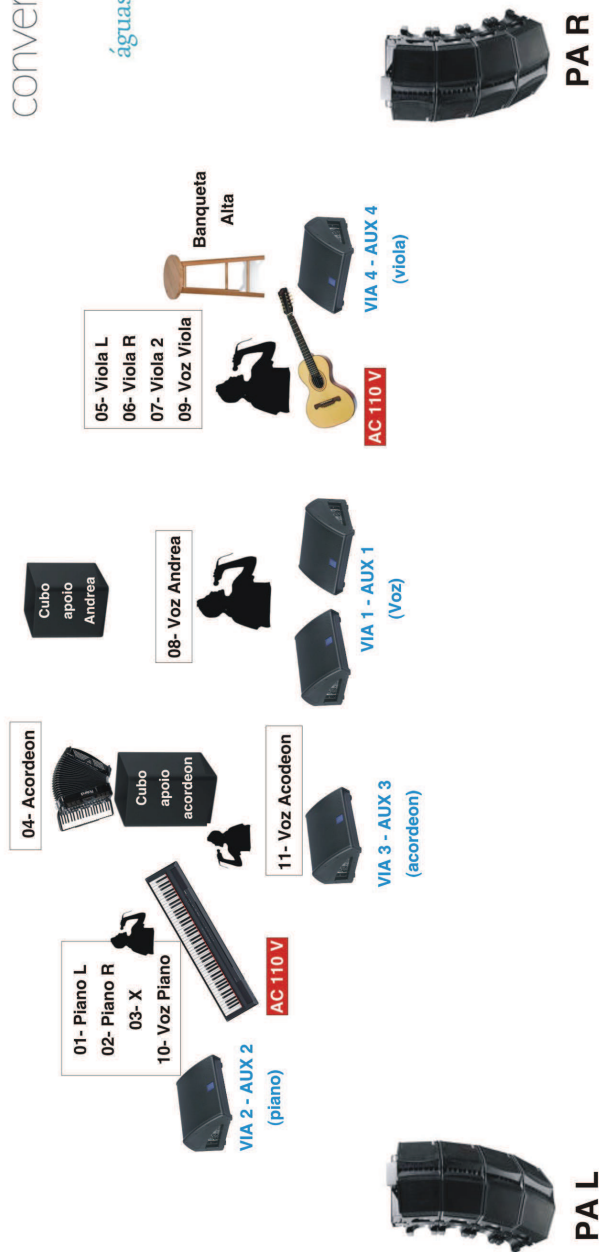 conver
águas
04- Acordeon
Cubo
apoio
acordeon
Cubo
apoio
Andrea
05- Viola L
06- Viola R
07- Viola 2
09- Voz Viola
Banqueta
Alta
01- Piano L
02- Piano R
03- X
10- Voz Piano
08- Voz Andrea
11- Voz Acodeon
AC 110 V
AC 110 V
VIA 2 - AUX 2
(piano)
VIA 3 - AUX 3
(acordeon)
VIA 1 - AUX 1
(Voz)
VIA 4 - AUX 4
(viola)
PA L
PA R